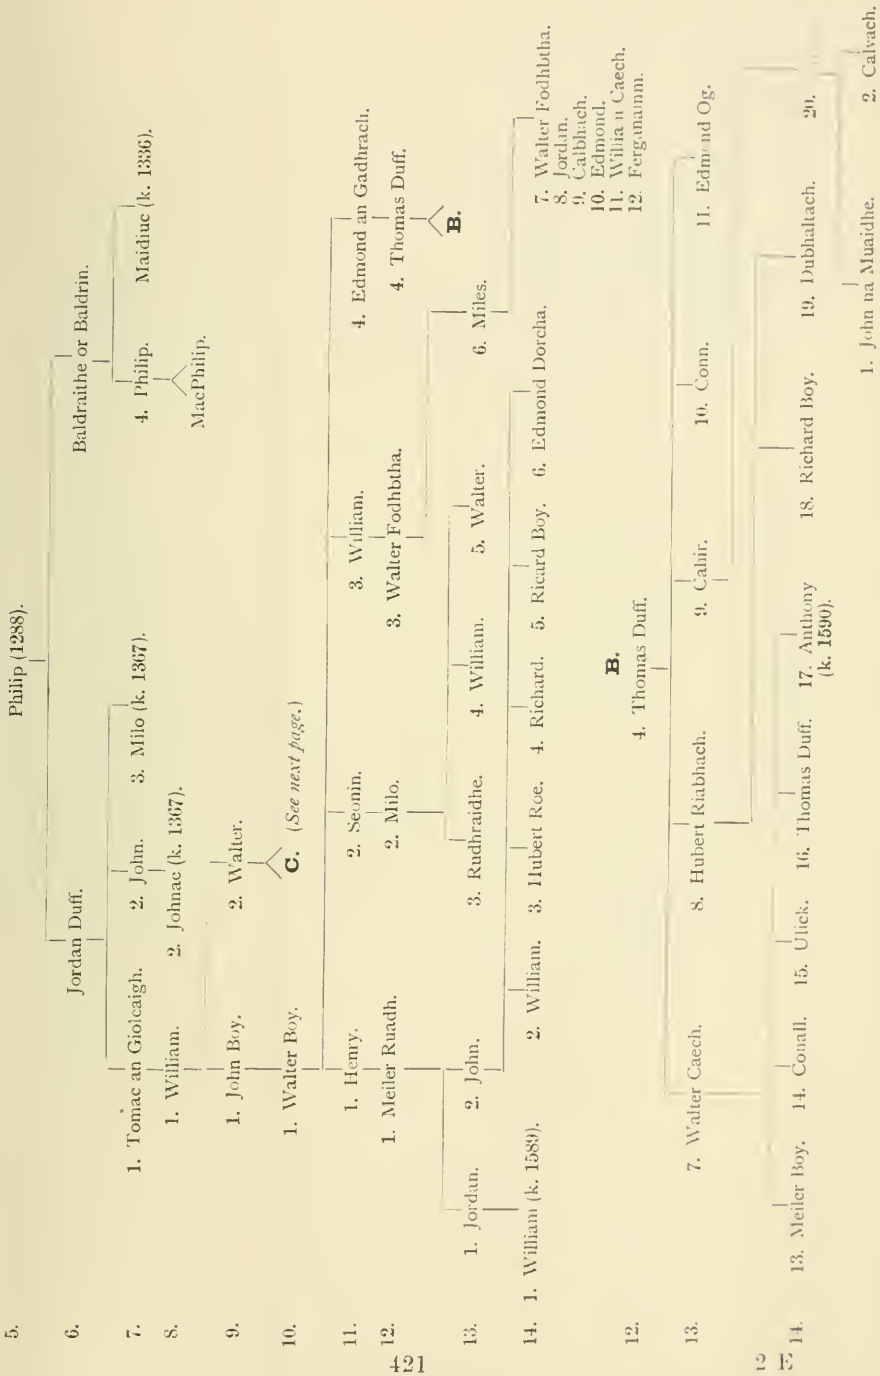 5. Philip (1288).
6. Jordan Duff. Baldraithe or Baldrin.
7. 1. Tomac an Giolcaigh. 2. John. 3. Milo (k. 1367). 4. Philip. Maidiuc (k. 1336).
8. 1. William. 2. Johnac (k. 1367). MacPhilip.
9. 1. John Boy. 2. Walter.
10. 1. Walter Boy. C. (See next page.)
11. 1. Henry. 2. Seonin. 3. William. 4. Edmond an Gadhrach.
12. 1. Meiler Ruadh. 2. Milo. 3. Walter Fodhbtha. 4. Thomas Duff.
B.
13. 1. Jordan. 2. John. 3. Rudhraidhe. 4. William. 5. Walter. 6. Miles.
14. 1. William (k. 1589). 2. William. 3. Hubert Roe. 4. Richard. 5. Ricard Boy. 6. Edmond Dorcha. 7. Walter Fodhbtha.
8. Jordan.
9. Calbhach.
10. Edmond.
11. William Caech.
12. Ferganainm.
B.
12. 4. Thomas Duff.
13. 7. Walter Caech. 8. Hubert Riabhach. 9. Cahir. 10. Conn. 11. Edmond Og.
14. 13. Meiler Boy. 14. Conall. 15. Ulick. 16. Thomas Duff. 17. Anthony 18. Richard Boy. 19. Dubhaltach. 20.
(k. 1590).
1. John na Muaidhe. 2. Calvach.
421
2 E